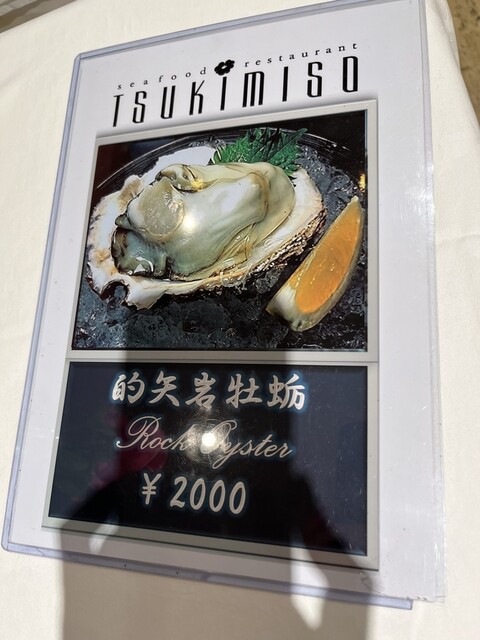 seafood restaurant
TSUKIMISO
的矢岩牡蛎
Rock Oyster
¥2000